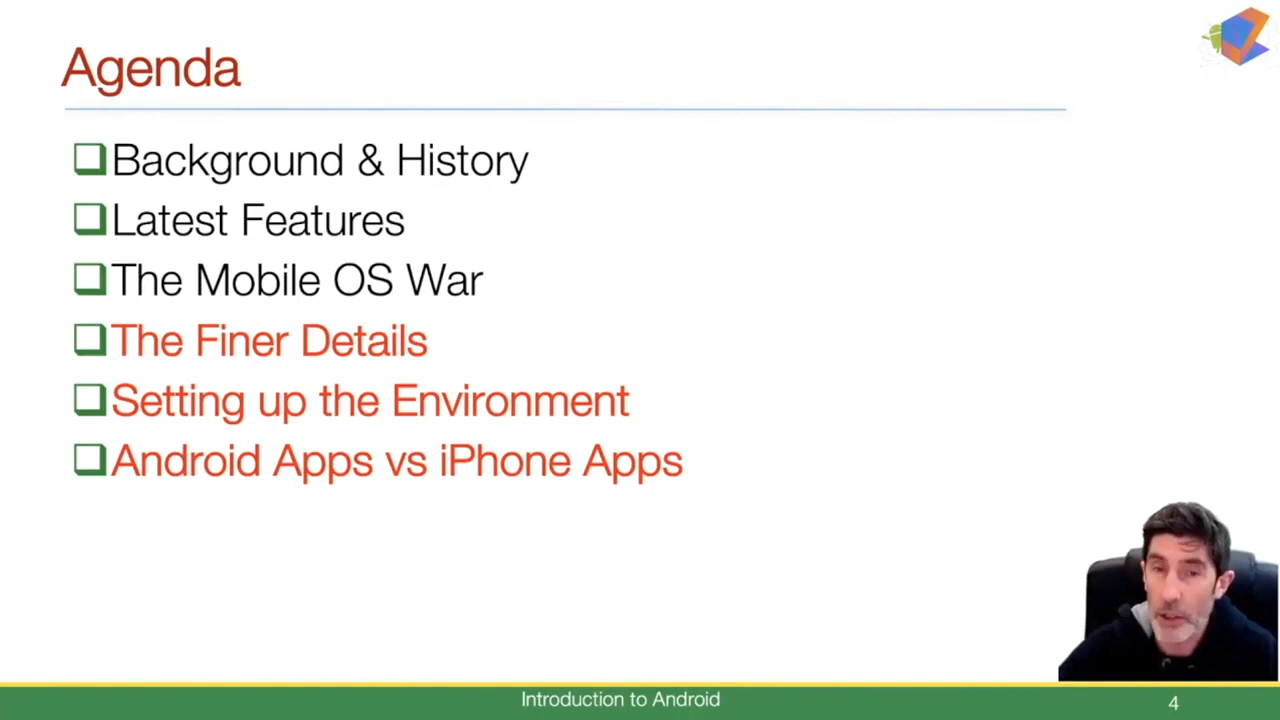 Agenda
Background & History
Latest Features
The Mobile OS War
The Finer Details
Setting up the Environment
Android Apps vs iPhone Apps
Introduction to Android
4